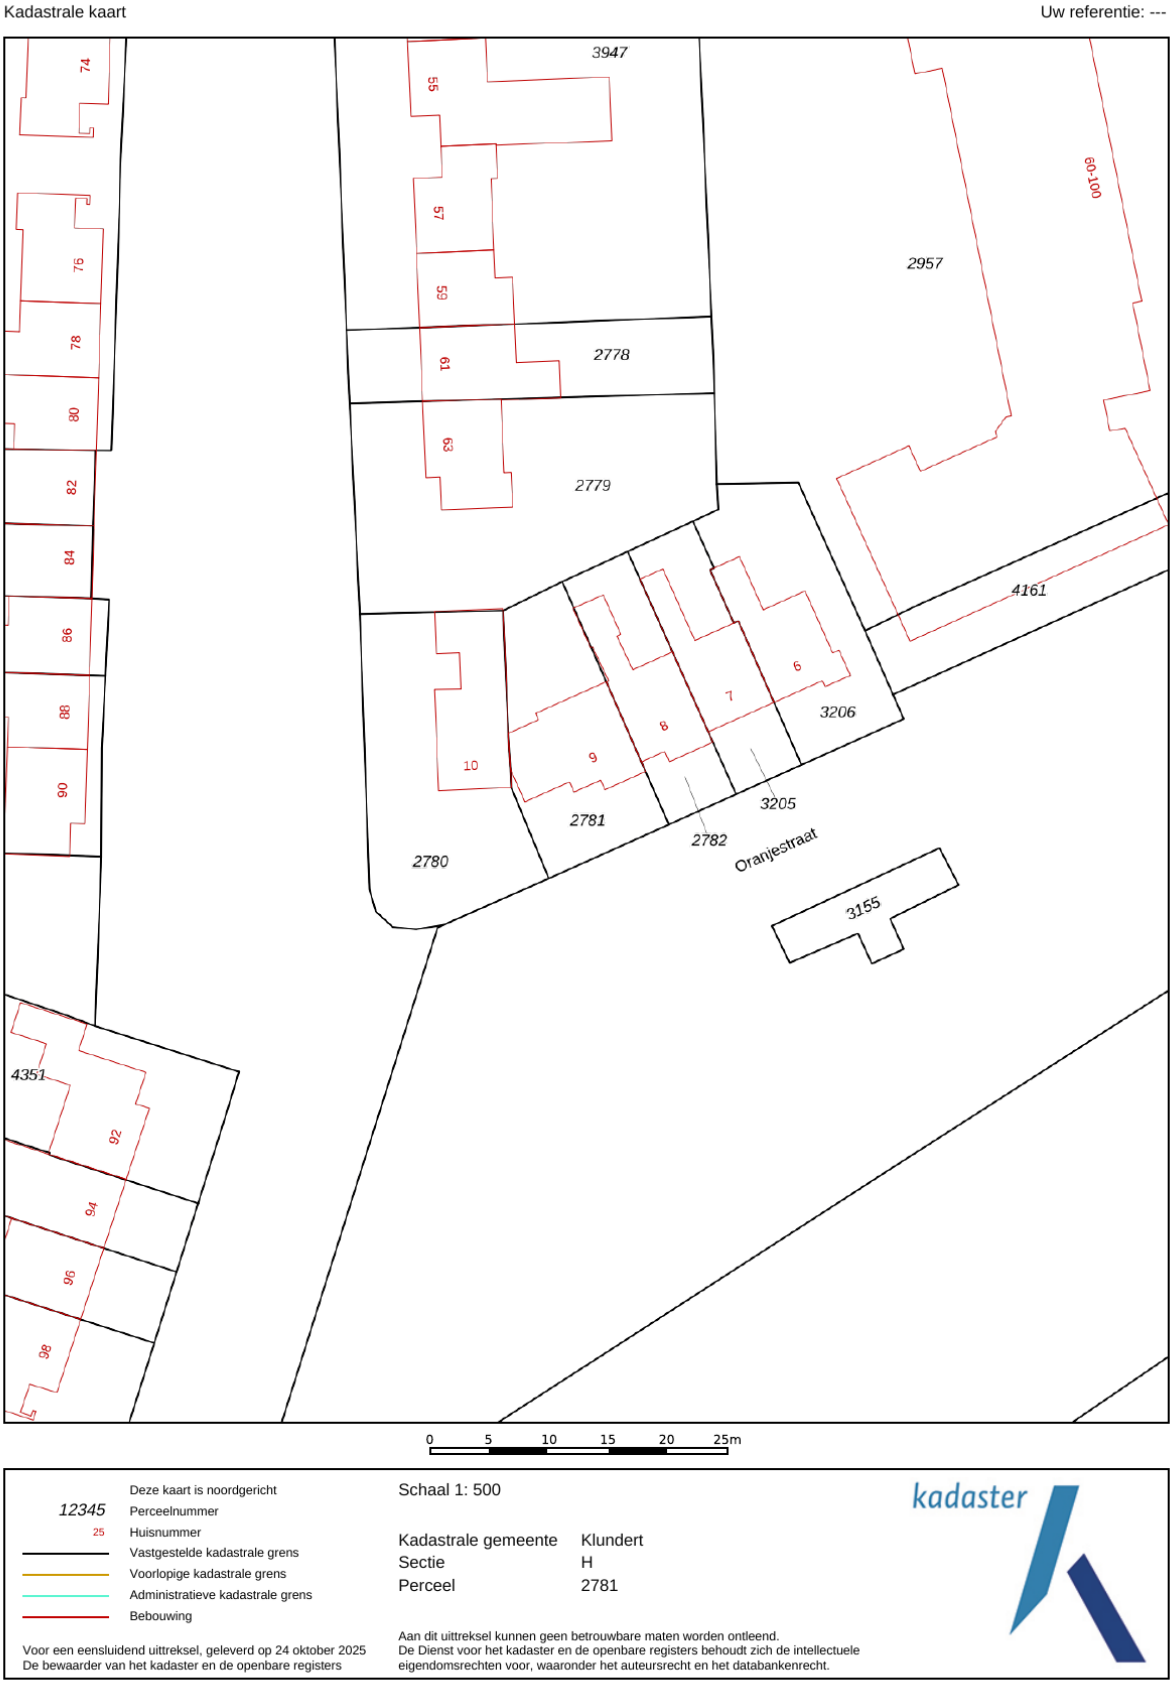 Kadastrale kaart
Uw referentie: ---
74
55
3947
60-100
57
76
2957
59
78
61
2778
80
63
82
2779
84
4161
86
6
7
88
3206
8
9
10
90
3205
2781
2782
Oranjestraat
2780
3155
4351
92
94
96
98
0 5 10 15 20 25m
Deze kaart is noordgericht
12345 Perceelnummer
25 Huisnummer
Vastgestelde kadastrale grens
Voorlopige kadastrale grens
Administratieve kadastrale grens
Bebouwing
Voor een eensluidend uittreksel, geleverd op 24 oktober 2025
De bewaarder van het kadaster en de openbare registers
Schaal 1: 500
Kadastrale gemeente Klundert
Sectie H
Perceel 2781
Aan dit uittreksel kunnen geen betrouwbare maten worden ontleend.
De Dienst voor het kadaster en de openbare registers behoudt zich de intellectuele
eigendomsrechten voor, waaronder het auteursrecht en het databankenrecht.
kadaster